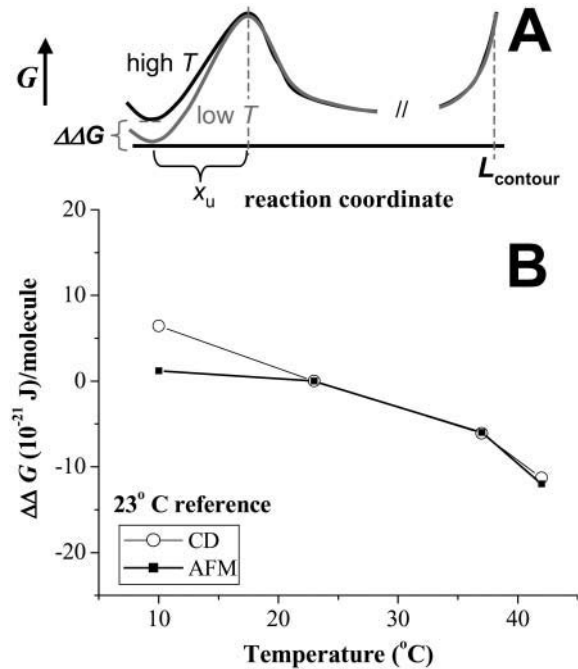 A
G
high T
low T
ΔΔG
//
x_u
reaction coordinate
L_contour
B
20
10
0
-10
-20
ΔΔ G (10⁻²¹ J)/molecule
23° C reference
CD
AFM
10
20
30
40
Temperature (°C)